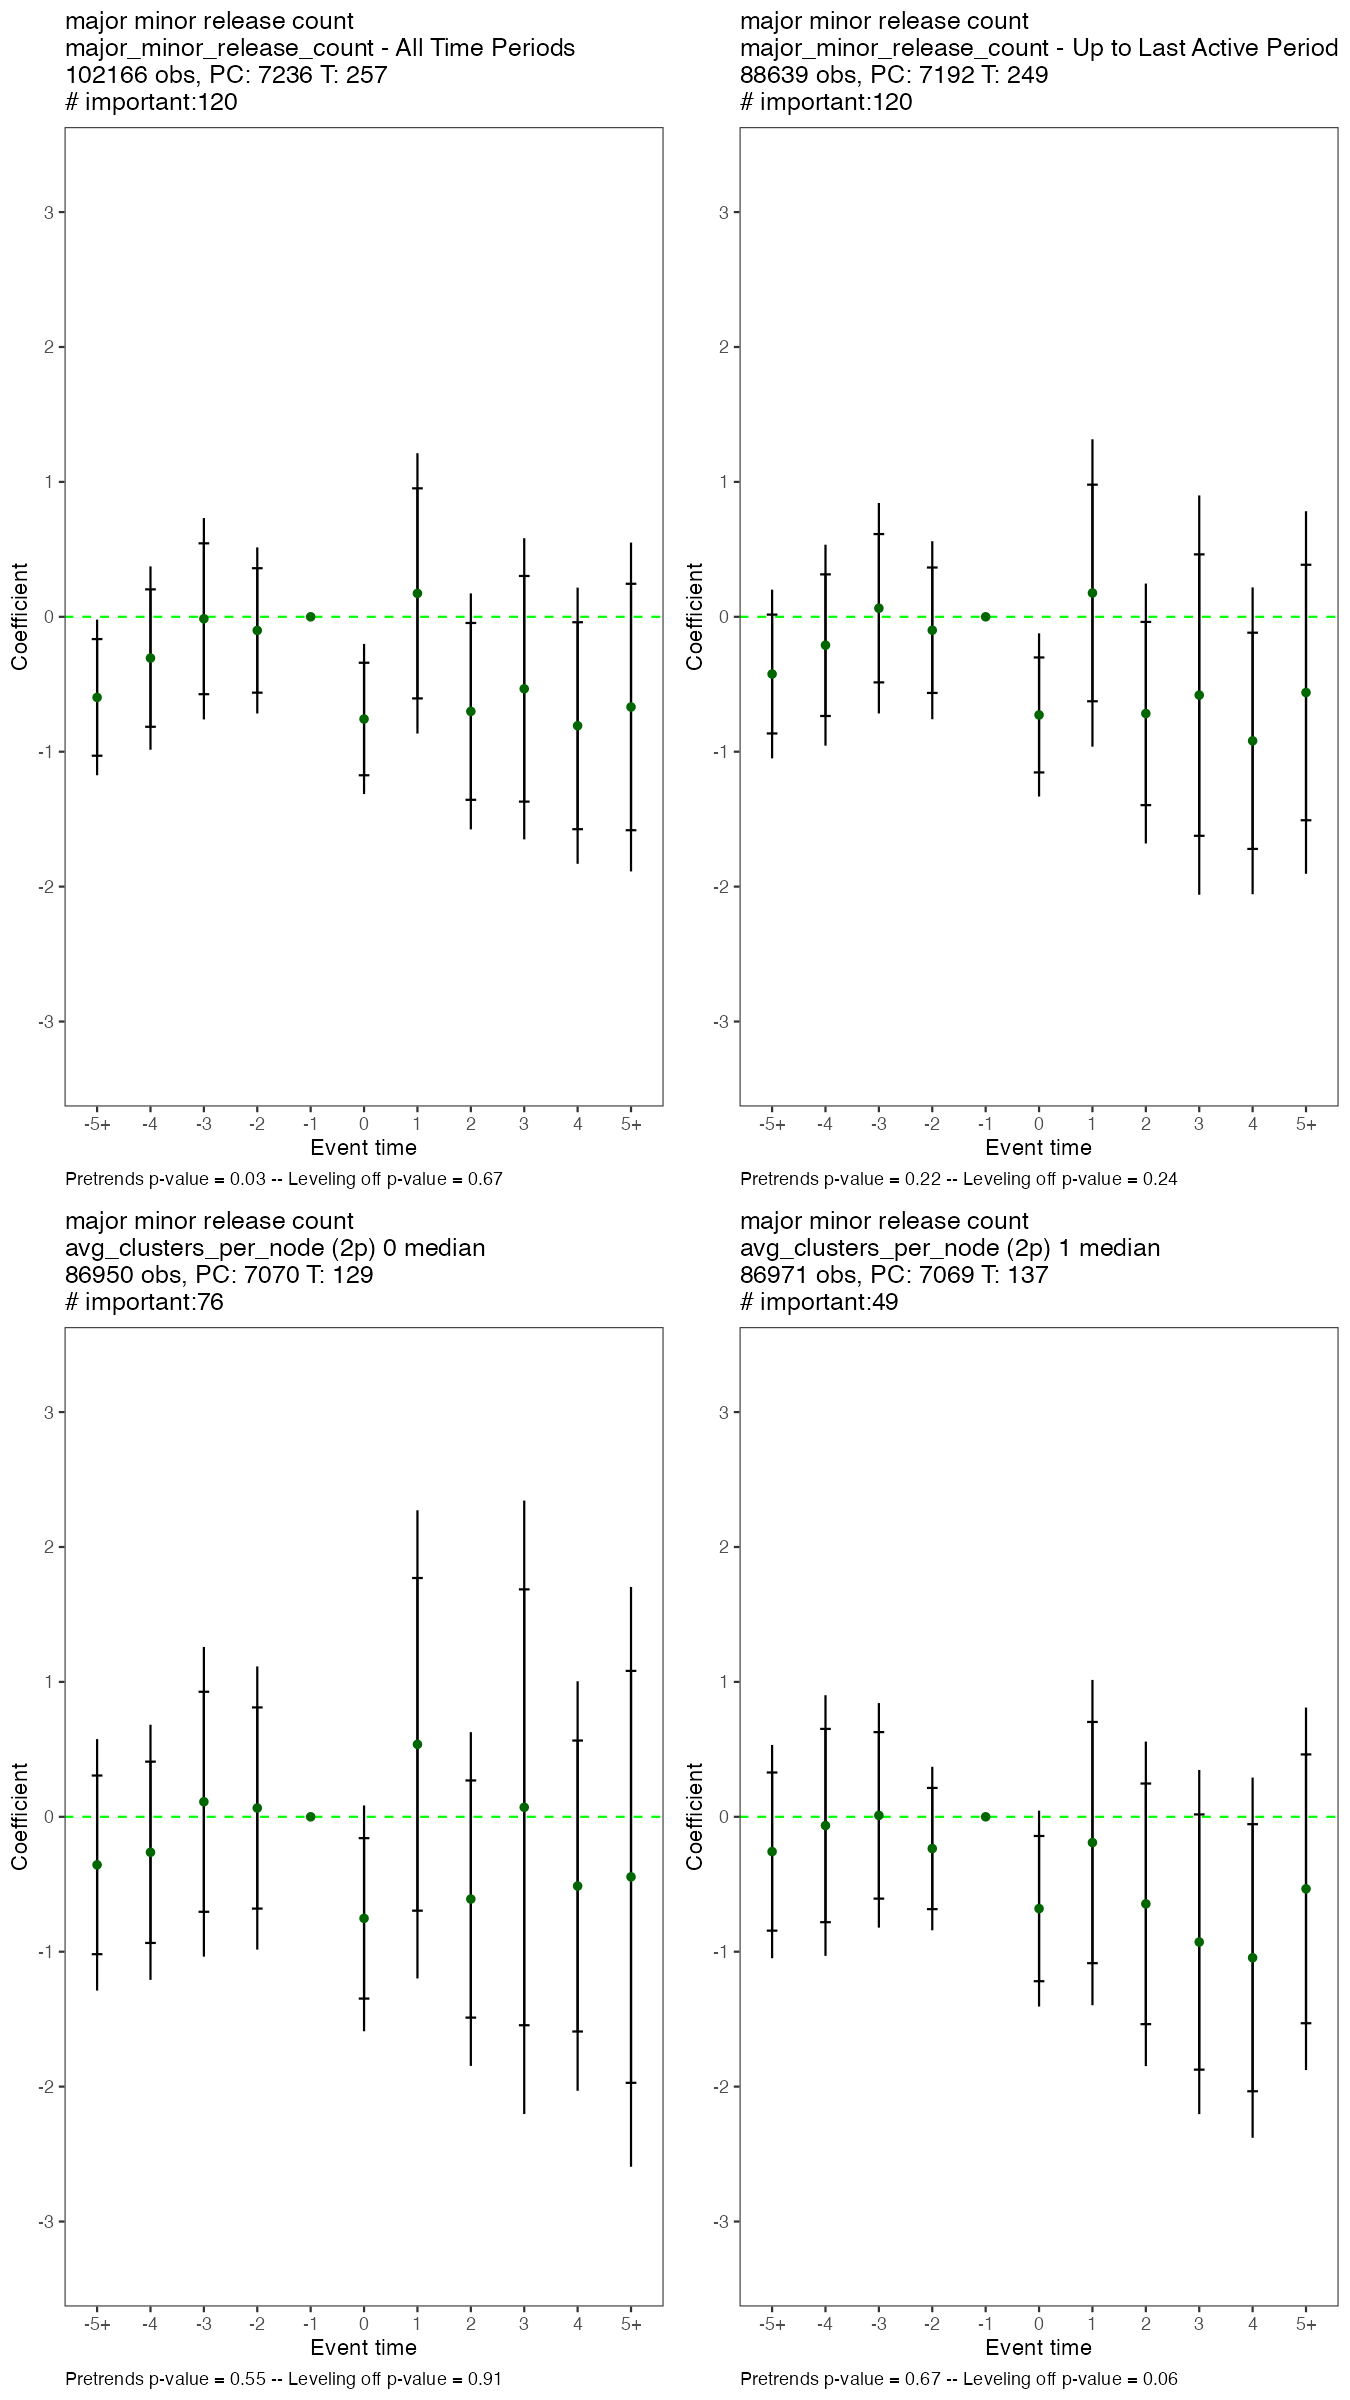 major minor release count
major_minor_release_count - All Time Periods
102166 obs, PC: 7236 T: 257
# important:120
3
2
1
0
-1
-2
-3
Coefficient
-5+ -4 -3 -2 -1 0 1 2 3 4 5+
Event time
Pretrends p-value = 0.03 -- Leveling off p-value = 0.67
major minor release count
major_minor_release_count - Up to Last Active Period
88639 obs, PC: 7192 T: 249
# important:120
3
2
1
0
-1
-2
-3
Coefficient
-5+ -4 -3 -2 -1 0 1 2 3 4 5+
Event time
Pretrends p-value = 0.22 -- Leveling off p-value = 0.24
major minor release count
avg_clusters_per_node (2p) 0 median
86950 obs, PC: 7070 T: 129
# important:76
3
2
1
0
-1
-2
-3
Coefficient
-5+ -4 -3 -2 -1 0 1 2 3 4 5+
Event time
Pretrends p-value = 0.55 -- Leveling off p-value = 0.91
major minor release count
avg_clusters_per_node (2p) 1 median
86971 obs, PC: 7069 T: 137
# important:49
3
2
1
0
-1
-2
-3
Coefficient
-5+ -4 -3 -2 -1 0 1 2 3 4 5+
Event time
Pretrends p-value = 0.67 -- Leveling off p-value = 0.06